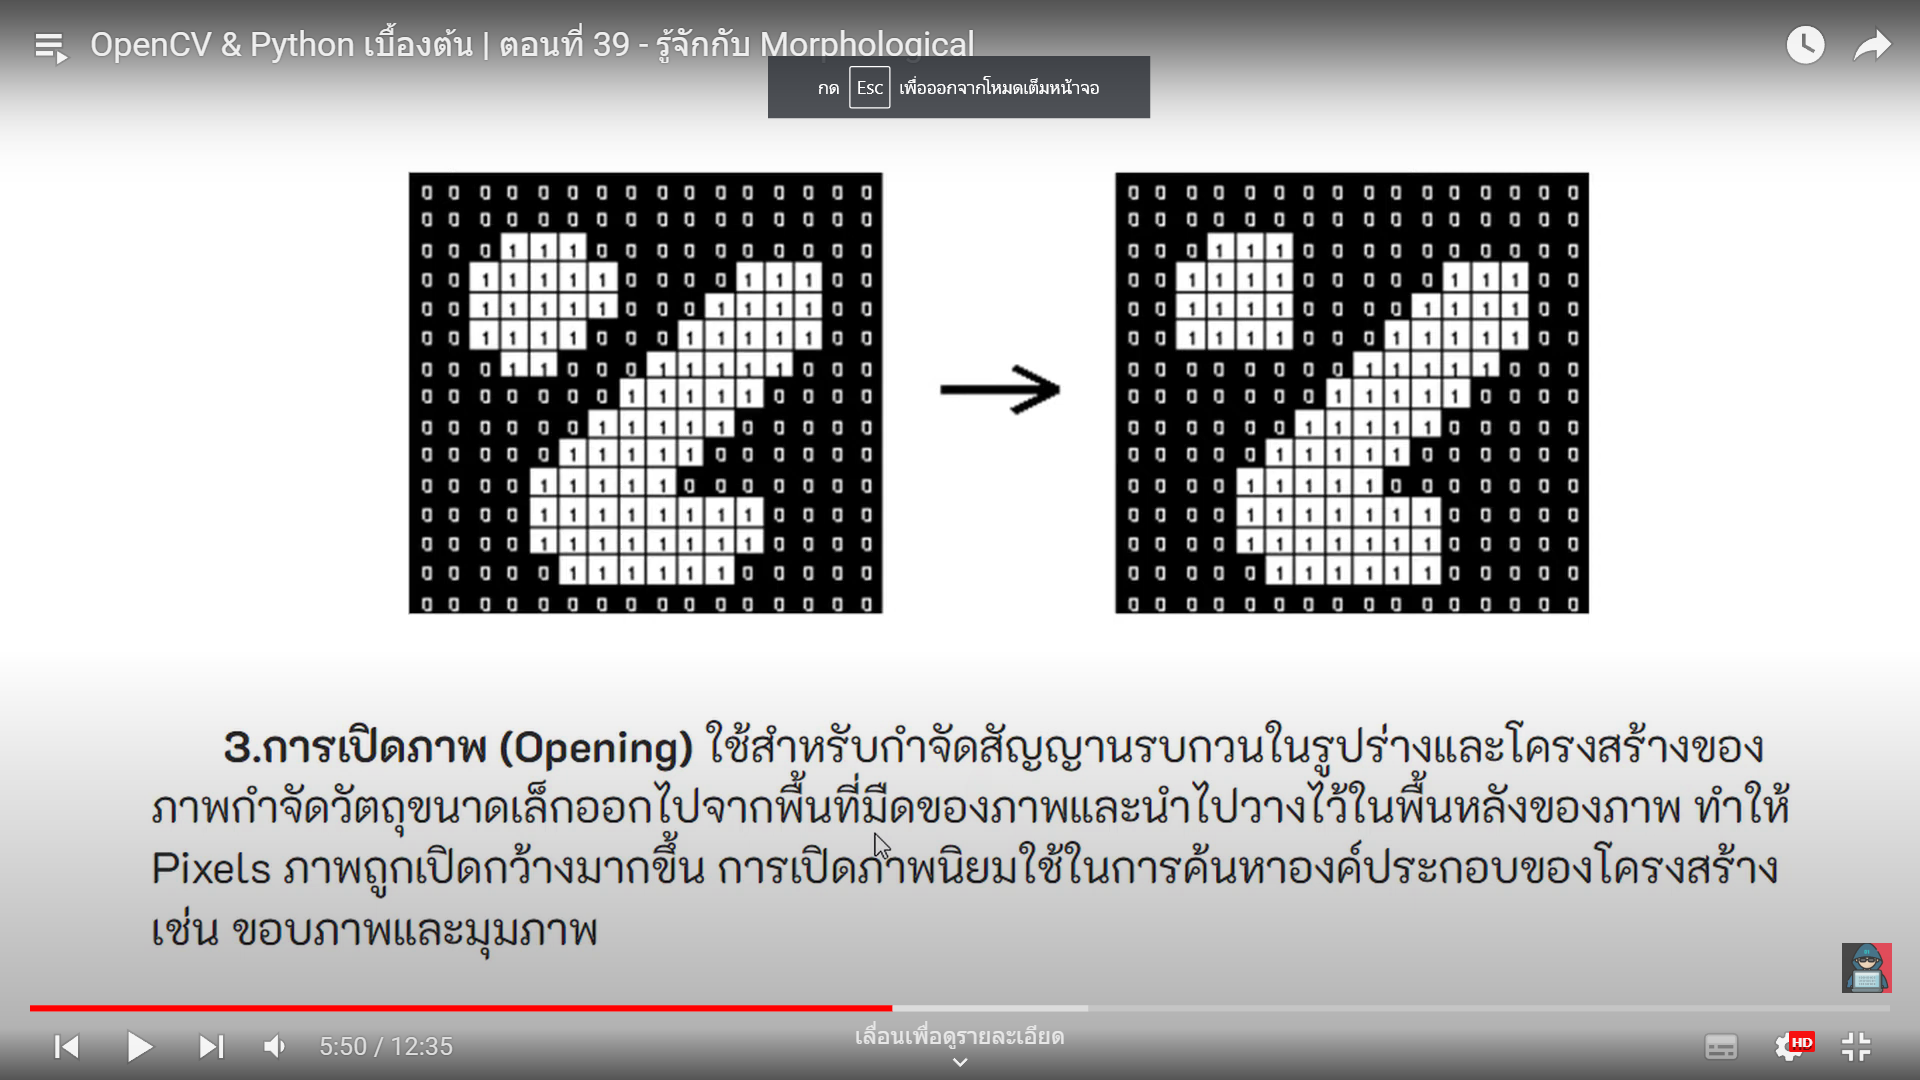 OpenCV & Python เบื้องต้น | ตอนที่ 39 - รู้จักกับ Morphological
กด Esc เพื่อออกจากโหมดเต็มหน้าจอ
0 0 0 0 0 0 0 0 0 0 0 0 0 0 0 0
0 0 0 0 0 0 0 0 0 0 0 0 0 0 0 0
0 0 0 1 1 1 0 0 0 0 0 0 0 0 0 0
0 0 1 1 1 1 1 0 0 0 0 1 1 1 0 0
0 0 1 1 1 1 1 0 0 0 1 1 1 1 0 0
0 0 1 1 1 1 0 0 0 1 1 1 1 1 0 0
0 0 0 1 1 0 0 0 1 1 1 1 1 0 0 0
0 0 0 0 0 0 0 1 1 1 1 1 0 0 0 0
0 0 0 0 0 0 1 1 1 1 1 0 0 0 0 0
0 0 0 0 0 1 1 1 1 1 0 0 0 0 0 0
0 0 0 0 1 1 1 1 1 0 0 0 0 0 0 0
0 0 0 0 1 1 1 1 1 1 1 1 0 0 0 0
0 0 0 0 1 1 1 1 1 1 1 1 0 0 0 0
0 0 0 0 0 1 1 1 1 1 1 0 0 0 0 0
0 0 0 0 0 0 0 0 0 0 0 0 0 0 0 0
0 0 0 0 0 0 0 0 0 0 0 0 0 0 0 0
0 0 0 0 0 0 0 0 0 0 0 0 0 0 0 0
0 0 0 1 1 1 0 0 0 0 0 0 0 0 0 0
0 0 1 1 1 1 0 0 0 0 0 1 1 1 0 0
0 0 1 1 1 1 0 0 0 0 1 1 1 1 0 0
0 0 1 1 1 1 0 0 0 1 1 1 1 1 0 0
0 0 0 0 0 0 0 0 1 1 1 1 1 0 0 0
0 0 0 0 0 0 0 1 1 1 1 1 0 0 0 0
0 0 0 0 0 0 1 1 1 1 1 0 0 0 0 0
0 0 0 0 0 1 1 1 1 1 0 0 0 0 0 0
0 0 0 0 1 1 1 1 1 0 0 0 0 0 0 0
0 0 0 0 1 1 1 1 1 1 1 0 0 0 0 0
0 0 0 0 1 1 1 1 1 1 1 0 0 0 0 0
0 0 0 0 0 1 1 1 1 1 1 0 0 0 0 0
0 0 0 0 0 0 0 0 0 0 0 0 0 0 0 0
3.การเปิดภาพ (Opening) ใช้สำหรับกำจัดสัญญานรบกวนในรูปร่างและโครงสร้างของ
ภาพกำจัดวัตถุขนาดเล็กออกไปจากพื้นที่มืดของภาพและนำไปวางไว้ในพื้นหลังของภาพ ทำให้
Pixels ภาพถูกเปิดกว้างมากขึ้น การเปิดภาพนิยมใช้ในการค้นหาองค์ประกอบของโครงสร้าง
เช่น ขอบภาพและมุมภาพ
5:50 / 12:35
เลื่อนเพื่อดูรายละเอียด
HD